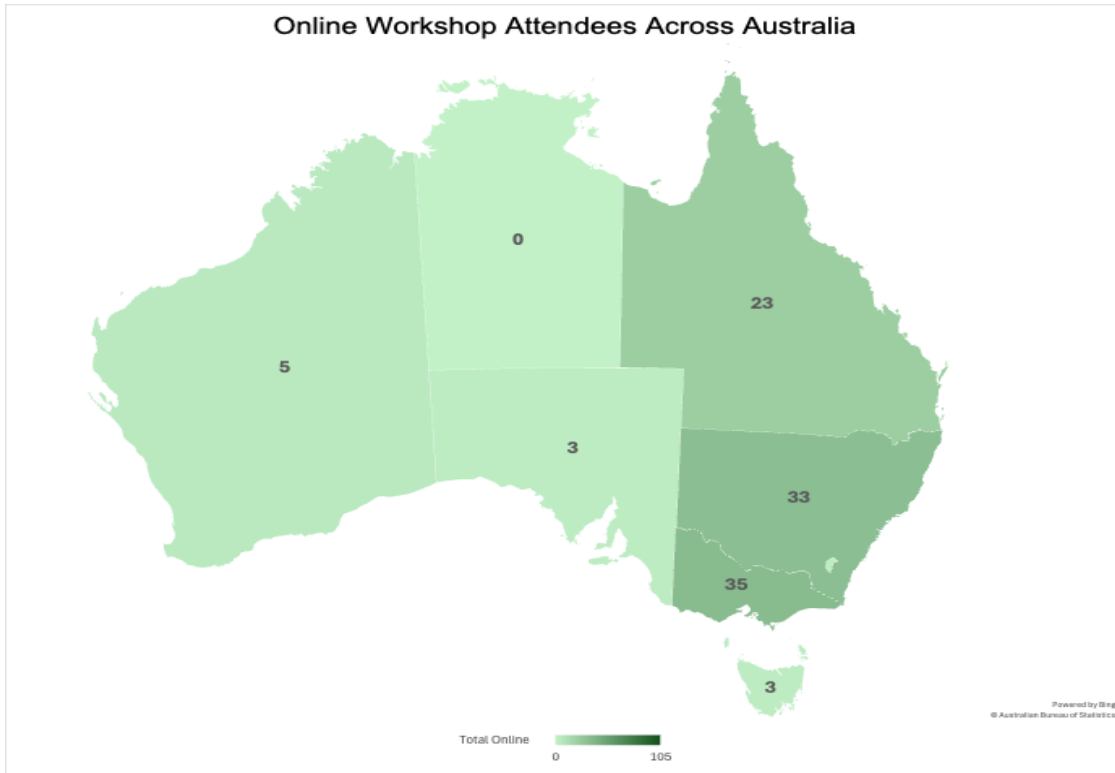 Online Workshop Attendees Across Australia
0
23
5
3
33
35
3
Powered by Bing
© Australian Bureau of Statistics
Total Online
0 105